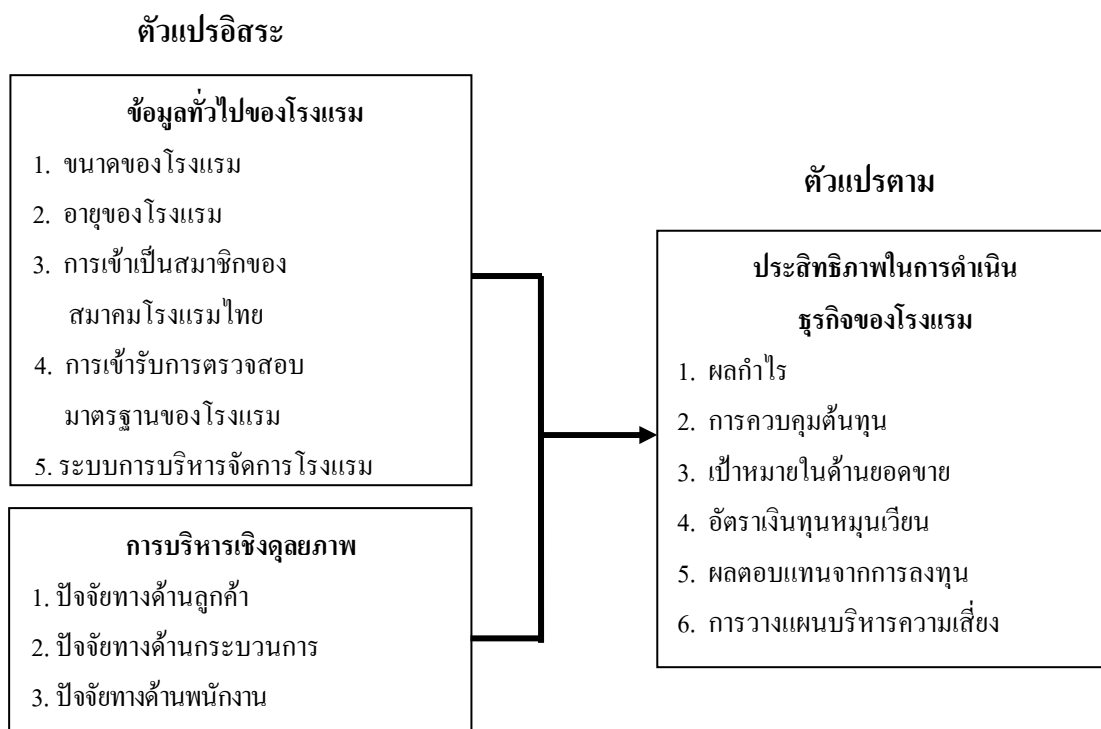 ตัวแปรอิสระ
ข้อมูลทั่วไปของโรงแรม
1. ขนาดของโรงแรม
2. อายุของโรงแรม
3. การเข้าเป็นสมาชิกของ
สมาคมโรงแรมไทย
4. การเข้ารับการตรวจสอบ
มาตรฐานของโรงแรม
5. ระบบการบริหารจัดการโรงแรม
การบริหารเชิงดุลยภาพ
1. ปัจจัยทางด้านลูกค้า
2. ปัจจัยทางด้านกระบวนการ
3. ปัจจัยทางด้านพนักงาน
ตัวแปรตาม
ประสิทธิภาพในการดำเนิน
ธุรกิจของโรงแรม
1. ผลกำไร
2. การควบคุมต้นทุน
3. เป้าหมายในด้านยอดขาย
4. อัตราเงินทุนหมุนเวียน
5. ผลตอบแทนจากการลงทุน
6. การวางแผนบริหารความเสี่ยง